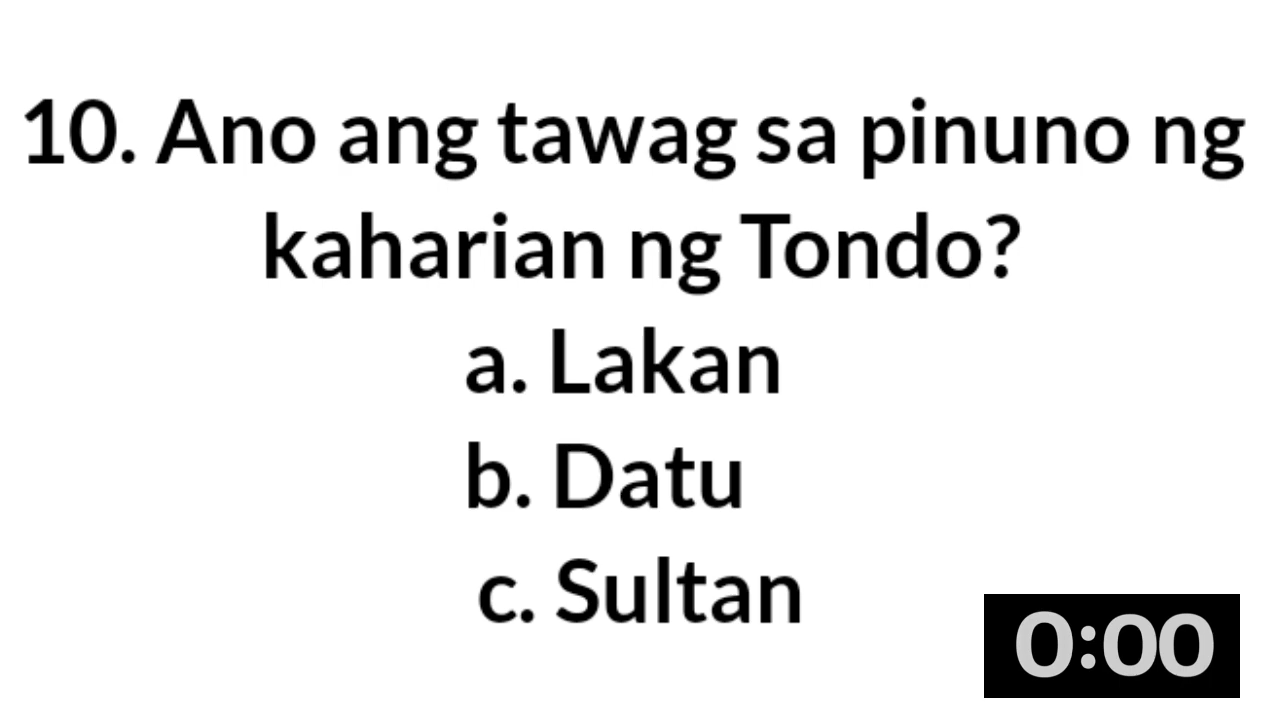 10. Ano ang tawag sa pinuno ng
kaharian ng Tondo?
a. Lakan
b. Datu
c. Sultan
0:00